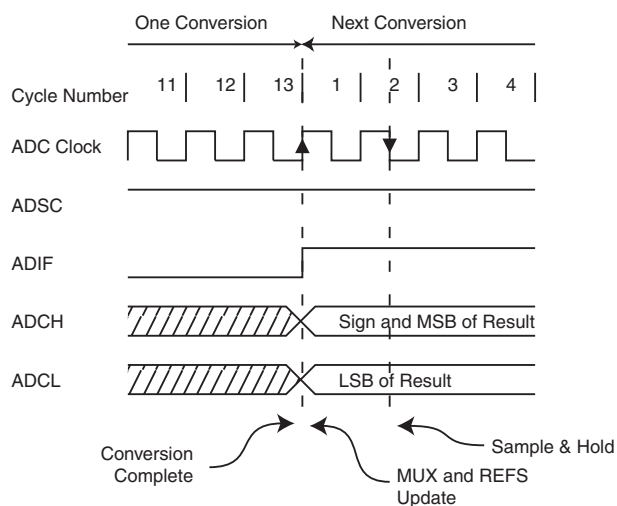 One Conversion
Next Conversion
Cycle Number
11
12
13
1
2
3
4
ADC Clock
ADSC
ADIF
ADCH
Sign and MSB of Result
ADCL
LSB of Result
Conversion
Complete
MUX and REFS
Update
Sample & Hold